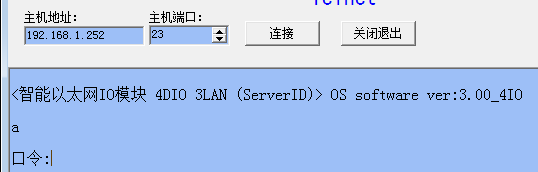 Telnet
主机地址: 主机端口:
192.168.1.252 23 连接 关闭退出
<智能以太网IO模块 4DIO 3LAN (ServerID)> OS software ver:3.00_4IO
a
口令: